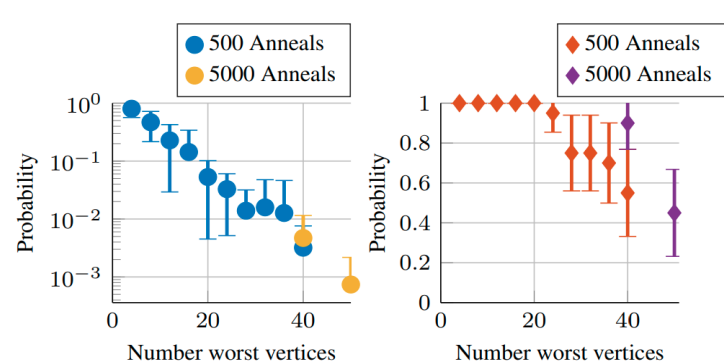 500 Anneals
5000 Anneals
10⁰
10⁻¹
10⁻²
10⁻³
0
20
40
Probability
Number worst vertices
500 Anneals
5000 Anneals
1
0.8
0.6
0.4
0.2
0
0
20
40
Probability
Number worst vertices